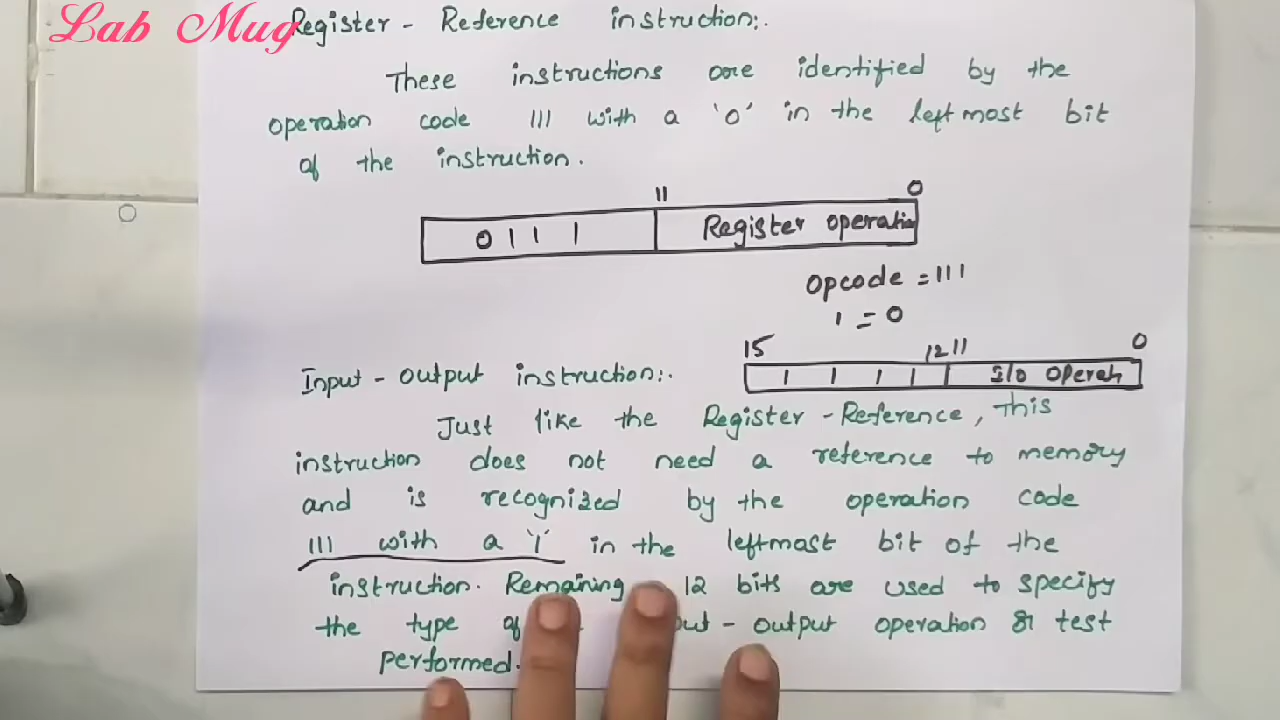 Lab Mug
Register - Reference instruction:.
These instructions are identified by the
operation code 111 with a '0' in the leftmost bit
of the instruction.
11 0
0 1 1 1 Register operation
opcode = 111
1 = 0
15 12 11 0
Input - output instruction:.
1 1 1 1 I/o operatn
Just like the Register - Reference, this
instruction does not need a reference to memory
and is recognized by the operation code
111 with a '1' in the leftmost bit of the
instruction. Remaining 12 bits are used to specify
the type - output operation or test
performed.